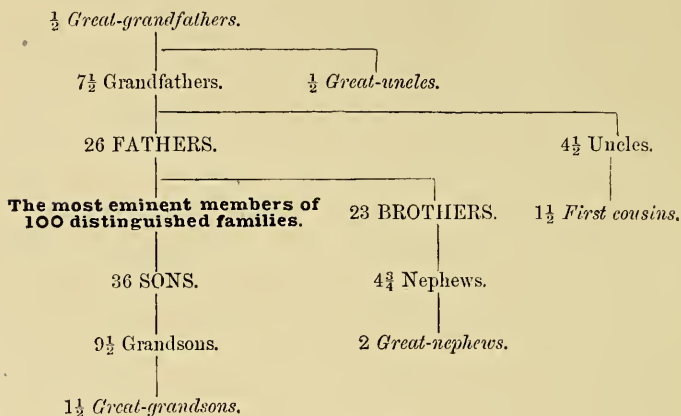 ½ Great-grandfathers.
7½ Grandfathers. ½ Great-uncles.
26 FATHERS. 4½ Uncles.
The most eminent members of
100 distinguished families. 23 BROTHERS. 1½ First cousins.
36 SONS. 4¾ Nephews.
9½ Grandsons. 2 Great-nephews.
1½ Great-grandsons.